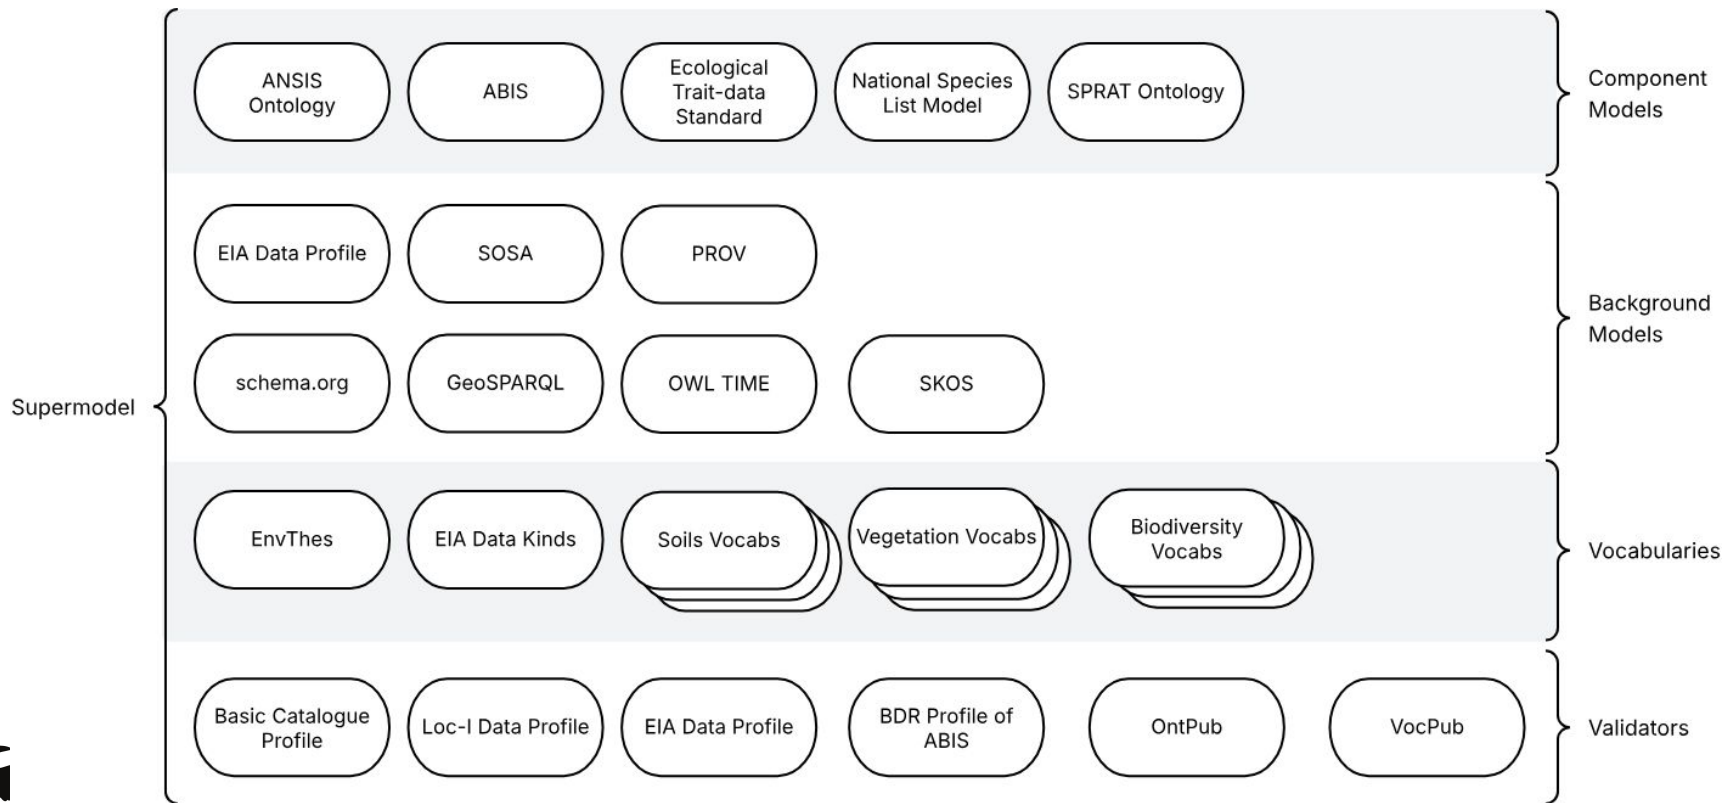 ANSIS
Ontology
ABIS
Ecological
Trait-data
Standard
National Species
List Model
SPRAT Ontology
Component
Models
EIA Data Profile
SOSA
PROV
Background
Models
schema.org
GeoSPARQL
OWL TIME
SKOS
Supermodel
EnvThes
EIA Data Kinds
Soils Vocabs
Vegetation Vocabs
Biodiversity
Vocabs
Vocabularies
Basic Catalogue
Profile
Loc-I Data Profile
EIA Data Profile
BDR Profile of
ABIS
OntPub
VocPub
Validators